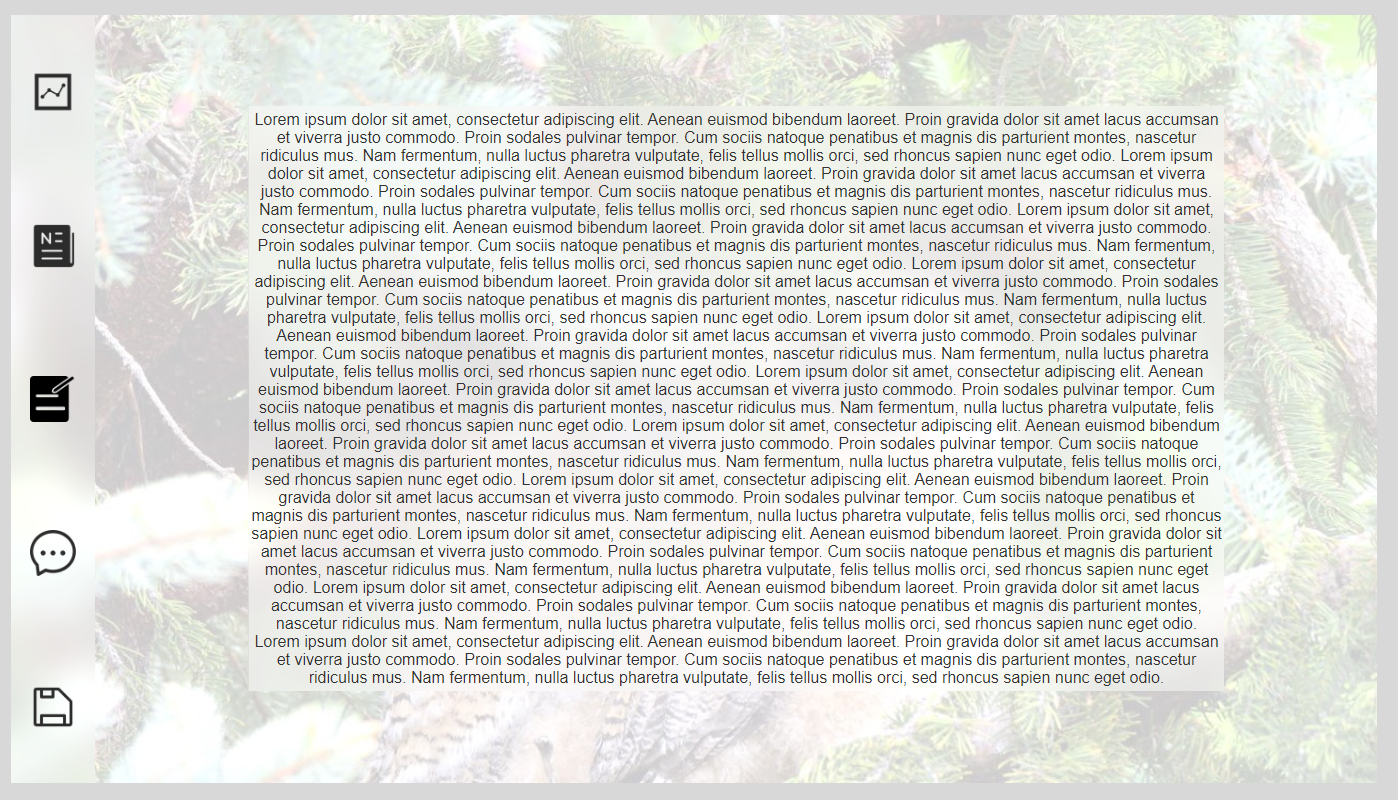 Lorem ipsum dolor sit amet, consectetur adipiscing elit. Aenean euismod bibendum laoreet. Proin gravida dolor sit amet lacus accumsan
et viverra justo commodo. Proin sodales pulvinar tempor. Cum sociis natoque penatibus et magnis dis parturient montes, nascetur
ridiculus mus. Nam fermentum, nulla luctus pharetra vulputate, felis tellus mollis orci, sed rhoncus sapien nunc eget odio. Lorem ipsum
dolor sit amet, consectetur adipiscing elit. Aenean euismod bibendum laoreet. Proin gravida dolor sit amet lacus accumsan et viverra
justo commodo. Proin sodales pulvinar tempor. Cum sociis natoque penatibus et magnis dis parturient montes, nascetur ridiculus mus.
Nam fermentum, nulla luctus pharetra vulputate, felis tellus mollis orci, sed rhoncus sapien nunc eget odio. Lorem ipsum dolor sit amet,
consectetur adipiscing elit. Aenean euismod bibendum laoreet. Proin gravida dolor sit amet lacus accumsan et viverra justo commodo.
Proin sodales pulvinar tempor. Cum sociis natoque penatibus et magnis dis parturient montes, nascetur ridiculus mus. Nam fermentum,
nulla luctus pharetra vulputate, felis tellus mollis orci, sed rhoncus sapien nunc eget odio. Lorem ipsum dolor sit amet, consectetur
adipiscing elit. Aenean euismod bibendum laoreet. Proin gravida dolor sit amet lacus accumsan et viverra justo commodo. Proin sodales
pulvinar tempor. Cum sociis natoque penatibus et magnis dis parturient montes, nascetur ridiculus mus. Nam fermentum, nulla luctus
pharetra vulputate, felis tellus mollis orci, sed rhoncus sapien nunc eget odio. Lorem ipsum dolor sit amet, consectetur adipiscing elit.
Aenean euismod bibendum laoreet. Proin gravida dolor sit amet lacus accumsan et viverra justo commodo. Proin sodales pulvinar
tempor. Cum sociis natoque penatibus et magnis dis parturient montes, nascetur ridiculus mus. Nam fermentum, nulla luctus pharetra
vulputate, felis tellus mollis orci, sed rhoncus sapien nunc eget odio. Lorem ipsum dolor sit amet, consectetur adipiscing elit. Aenean
euismod bibendum laoreet. Proin gravida dolor sit amet lacus accumsan et viverra justo commodo. Proin sodales pulvinar tempor. Cum
sociis natoque penatibus et magnis dis parturient montes, nascetur ridiculus mus. Nam fermentum, nulla luctus pharetra vulputate, felis
tellus mollis orci, sed rhoncus sapien nunc eget odio. Lorem ipsum dolor sit amet, consectetur adipiscing elit. Aenean euismod bibendum
laoreet. Proin gravida dolor sit amet lacus accumsan et viverra justo commodo. Proin sodales pulvinar tempor. Cum sociis natoque
penatibus et magnis dis parturient montes, nascetur ridiculus mus. Nam fermentum, nulla luctus pharetra vulputate, felis tellus mollis orci,
sed rhoncus sapien nunc eget odio. Lorem ipsum dolor sit amet, consectetur adipiscing elit. Aenean euismod bibendum laoreet. Proin
gravida dolor sit amet lacus accumsan et viverra justo commodo. Proin sodales pulvinar tempor. Cum sociis natoque penatibus et
magnis dis parturient montes, nascetur ridiculus mus. Nam fermentum, nulla luctus pharetra vulputate, felis tellus mollis orci, sed rhoncus
sapien nunc eget odio. Lorem ipsum dolor sit amet, consectetur adipiscing elit. Aenean euismod bibendum laoreet. Proin gravida dolor sit
amet lacus accumsan et viverra justo commodo. Proin sodales pulvinar tempor. Cum sociis natoque penatibus et magnis dis parturient
montes, nascetur ridiculus mus. Nam fermentum, nulla luctus pharetra vulputate, felis tellus mollis orci, sed rhoncus sapien nunc eget
odio. Lorem ipsum dolor sit amet, consectetur adipiscing elit. Aenean euismod bibendum laoreet. Proin gravida dolor sit amet lacus
accumsan et viverra justo commodo. Proin sodales pulvinar tempor. Cum sociis natoque penatibus et magnis dis parturient montes,
nascetur ridiculus mus. Nam fermentum, nulla luctus pharetra vulputate, felis tellus mollis orci, sed rhoncus sapien nunc eget odio.
Lorem ipsum dolor sit amet, consectetur adipiscing elit. Aenean euismod bibendum laoreet. Proin gravida dolor sit amet lacus accumsan
et viverra justo commodo. Proin sodales pulvinar tempor. Cum sociis natoque penatibus et magnis dis parturient montes, nascetur
ridiculus mus. Nam fermentum, nulla luctus pharetra vulputate, felis tellus mollis orci, sed rhoncus sapien nunc eget odio.
N